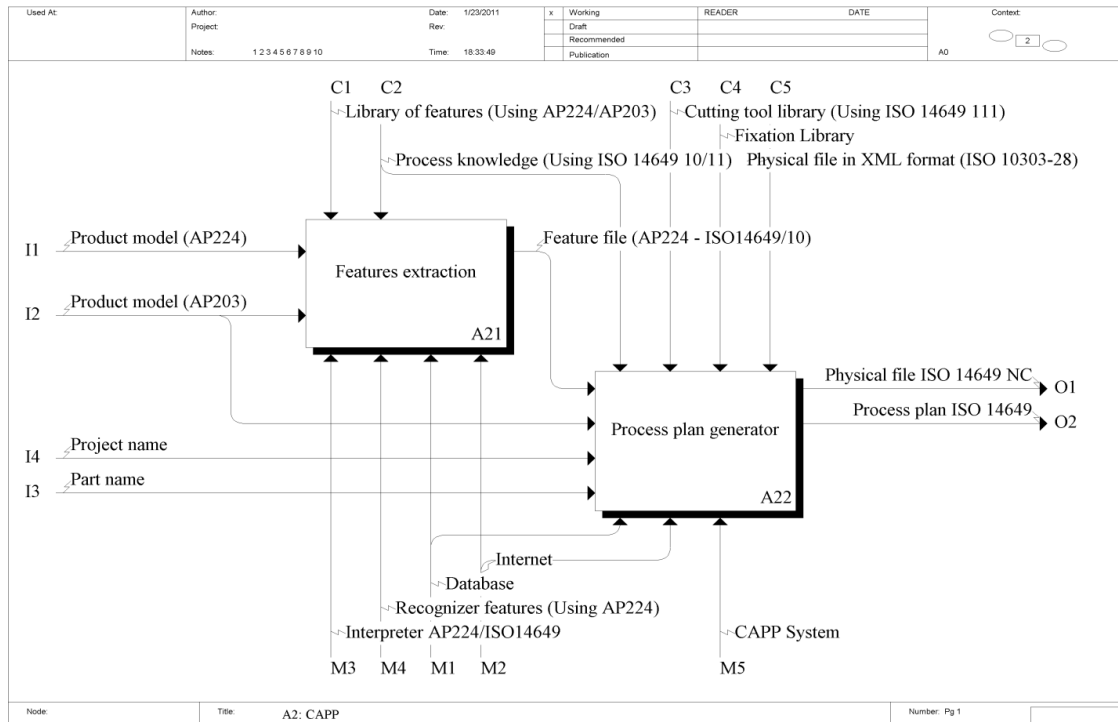 Used At:
Author:
Date: 1/23/2011
x Working
READER
DATE
Context:
Project:
Rev:
Draft
Recommended
2
Notes: 1 2 3 4 5 6 7 8 9 10
Time: 18:33:49
Publication
A0
C1 C2 C3 C4 C5
Library of features (Using AP224/AP203)
Cutting tool library (Using ISO 14649 111)
Fixation Library
Process knowledge (Using ISO 14649 10/11)
Physical file in XML format (ISO 10303-28)
I1 Product model (AP224)
Feature file (AP224 - ISO14649/10)
Features extraction
I2 Product model (AP203)
A21
Physical file ISO 14649 NC O1
Process plan ISO 14649 O2
Process plan generator
I4 Project name
I3 Part name
A22
Internet
Database
Recognizer features (Using AP224)
Interpreter AP224/ISO14649
CAPP System
M3 M4 M1 M2 M5
Node:
Title: A2: CAPP
Number: Pg 1